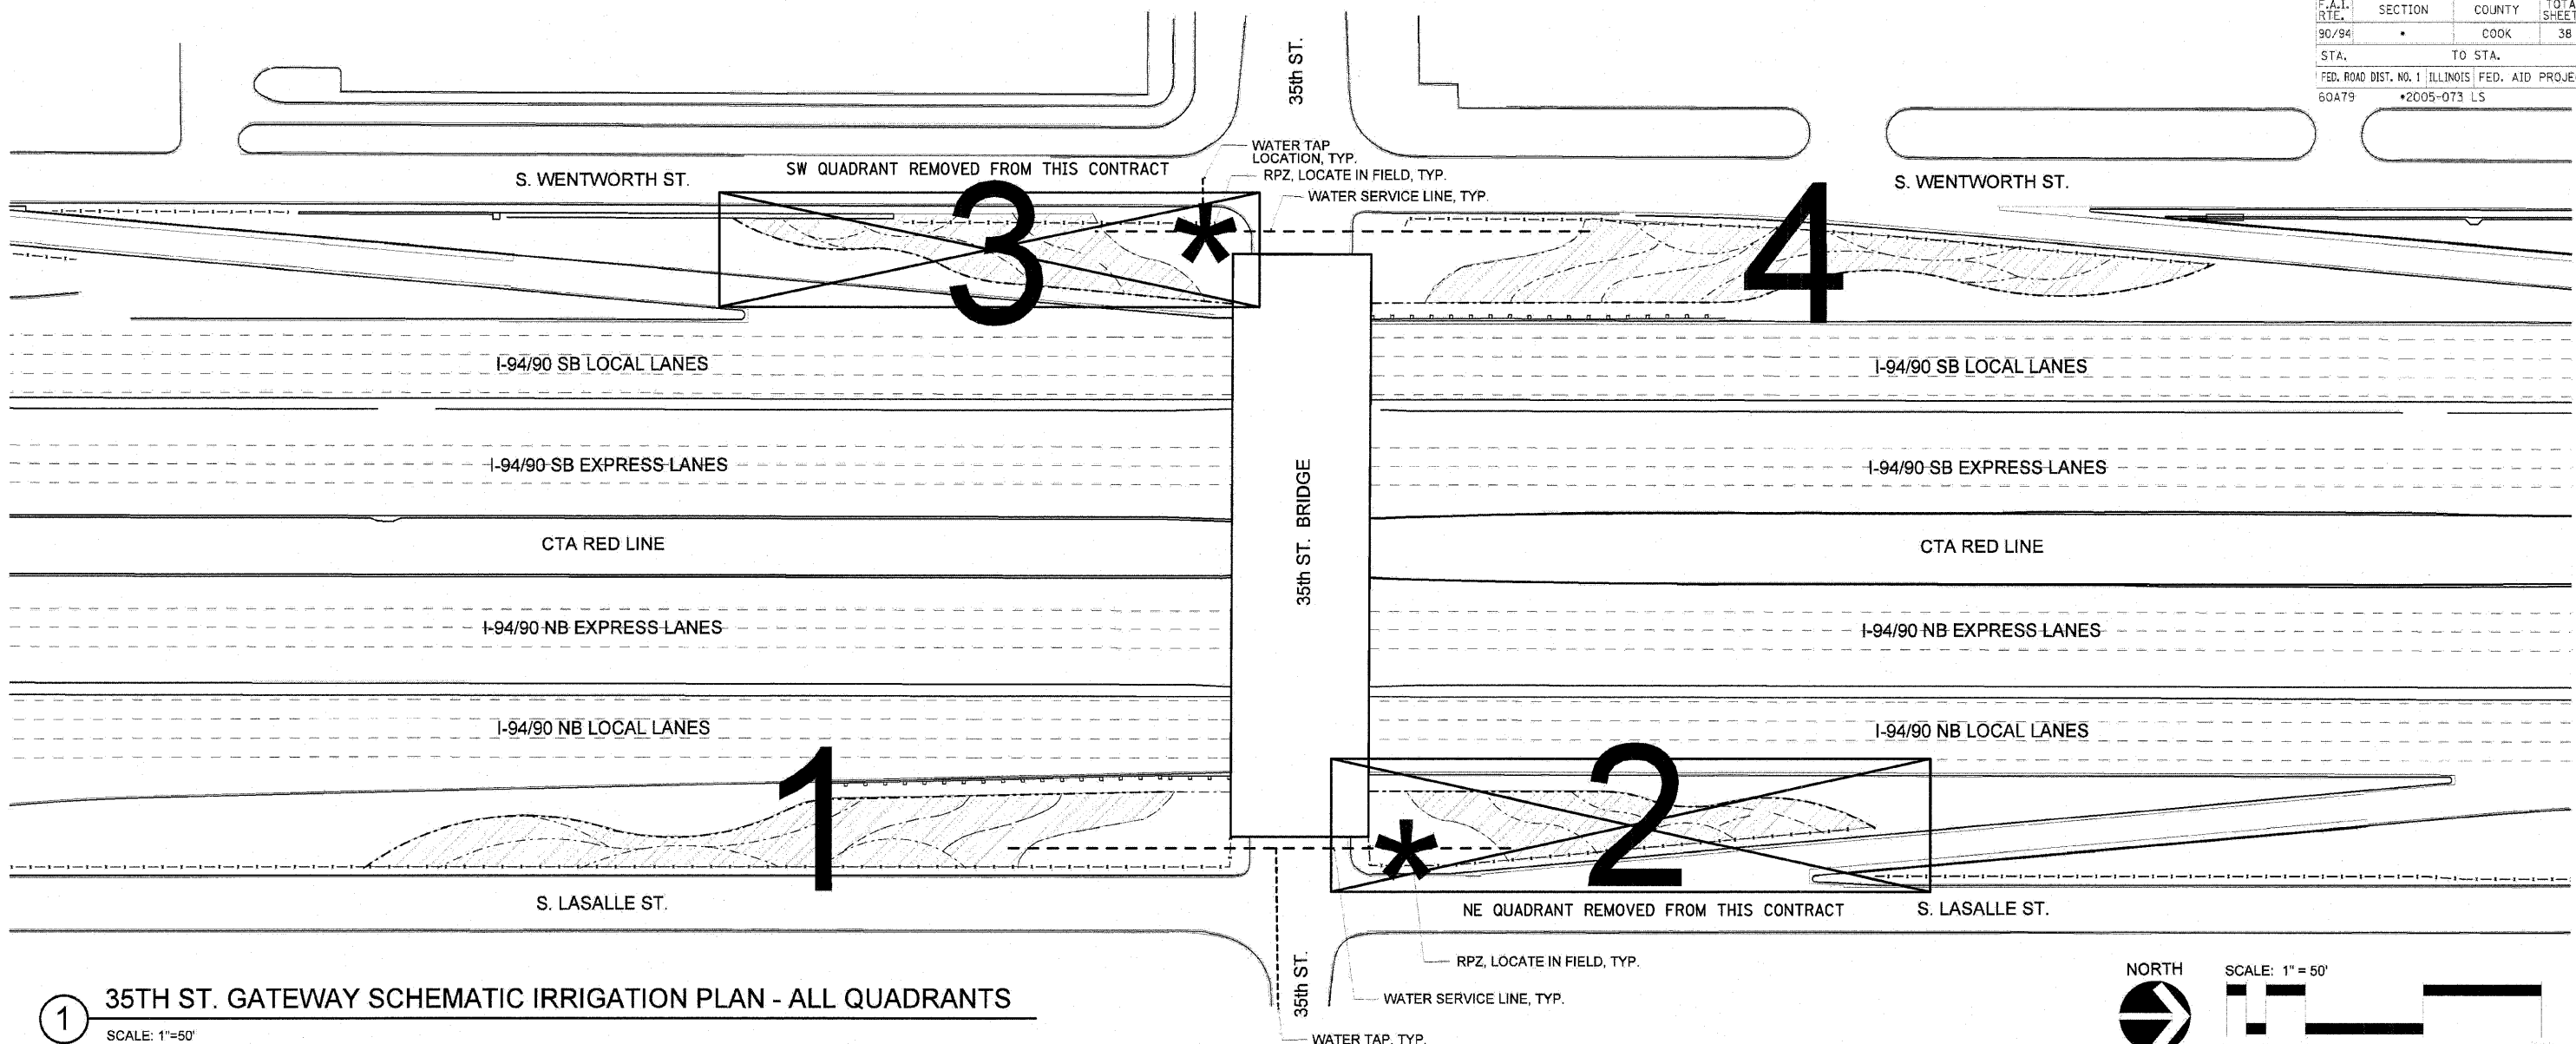 F.A.I. RTE. SECTION COUNTY
90/94 • COOK 38
STA. TO STA.
FED. ROAD DIST. NO. 1 ILLINOIS FED. AID
60A79 •2005-073 LS
35th ST.
WATER TAP
LOCATION, TYP.
RPZ, LOCATE IN FIELD, TYP.
WATER SERVICE LINE, TYP.
S. WENTWORTH ST.
SW QUADRANT REMOVED FROM THIS CONTRACT
S. WENTWORTH ST.
3
*
4
I-94/90 SB LOCAL LANES
I-94/90 SB LOCAL LANES
I-94/90 SB EXPRESS LANES
I-94/90 SB EXPRESS LANES
35th ST. BRIDGE
CTA RED LINE
CTA RED LINE
I-94/90 NB EXPRESS LANES
I-94/90 NB EXPRESS LANES
I-94/90 NB LOCAL LANES
I-94/90 NB LOCAL LANES
1
2
*
S. LASALLE ST.
NE QUADRANT REMOVED FROM THIS CONTRACT
S. LASALLE ST.
RPZ, LOCATE IN FIELD, TYP.
WATER SERVICE LINE, TYP.
WATER TAP, TYP.
35th ST.
1
35TH ST. GATEWAY SCHEMATIC IRRIGATION PLAN - ALL QUADRANTS
SCALE: 1"=50'
NORTH
SCALE: 1" = 50'